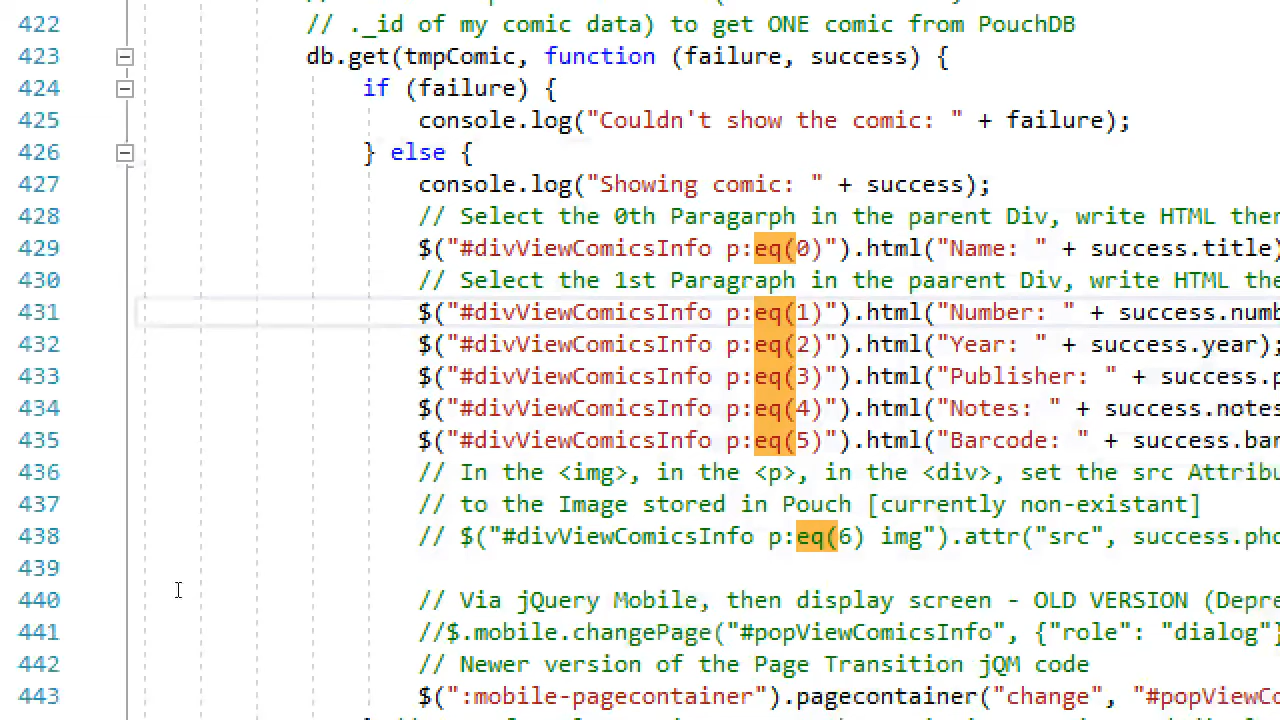 422 // ._id of my comic data) to get ONE comic from PouchDB
423 db.get(tmpComic, function (failure, success) {
424 if (failure) {
425 console.log("Couldn't show the comic: " + failure);
426 } else {
427 console.log("Showing comic: " + success);
428 // Select the 0th Paragarph in the parent Div, write HTML then
429 $("#divViewComicsInfo p:eq(0)").html("Name: " + success.title)
430 // Select the 1st Paragraph in the paarent Div, write HTML the
431 $("#divViewComicsInfo p:eq(1)").html("Number: " + success.numb
432 $("#divViewComicsInfo p:eq(2)").html("Year: " + success.year);
433 $("#divViewComicsInfo p:eq(3)").html("Publisher: " + success.p
434 $("#divViewComicsInfo p:eq(4)").html("Notes: " + success.notes
435 $("#divViewComicsInfo p:eq(5)").html("Barcode: " + success.bar
436 // In the <img>, in the <p>, in the <div>, set the src Attribu
437 // to the Image stored in Pouch [currently non-existant]
438 // $("#divViewComicsInfo p:eq(6) img").attr("src", success.pho
439
440 // Via jQuery Mobile, then display screen - OLD VERSION (Depre
441 //$.mobile.changePage("#popViewComicsInfo", {"role": "dialog"}
442 // Newer version of the Page Transition jQM code
443 $(":mobile-pagecontainer").pagecontainer("change", "#popViewCo